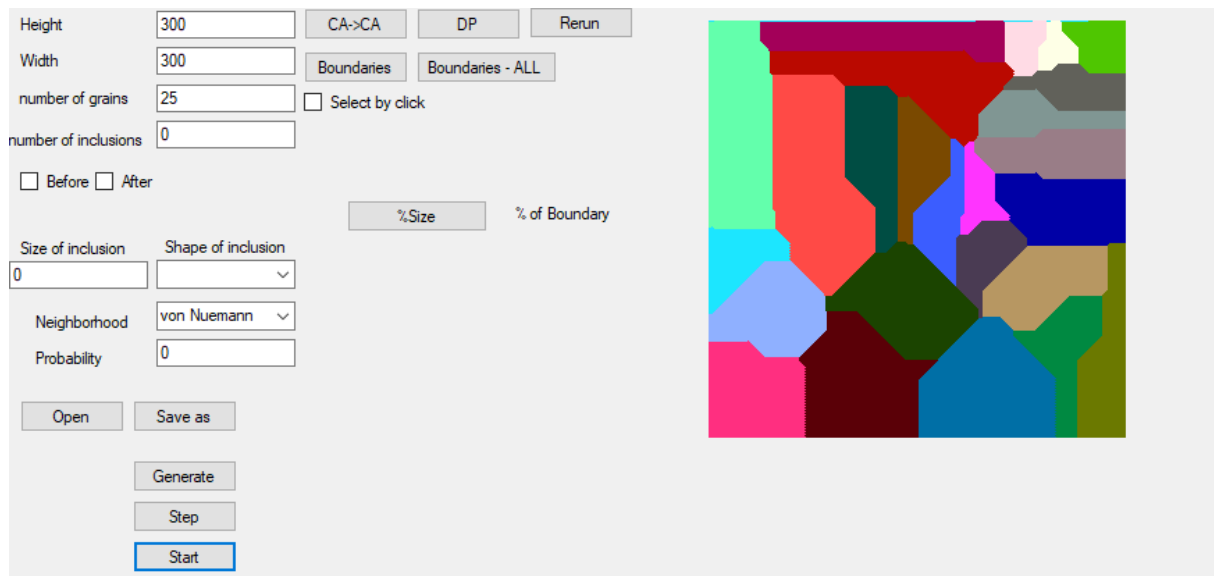 Height 300 CA->CA DP Rerun
Width 300 Boundaries Boundaries - ALL
number of grains 25 Select by click
number of inclusions 0
Before After
%Size % of Boundary
Size of inclusion Shape of inclusion
0
Neighborhood von Nuemann
Probability 0
Open Save as
Generate
Step
Start